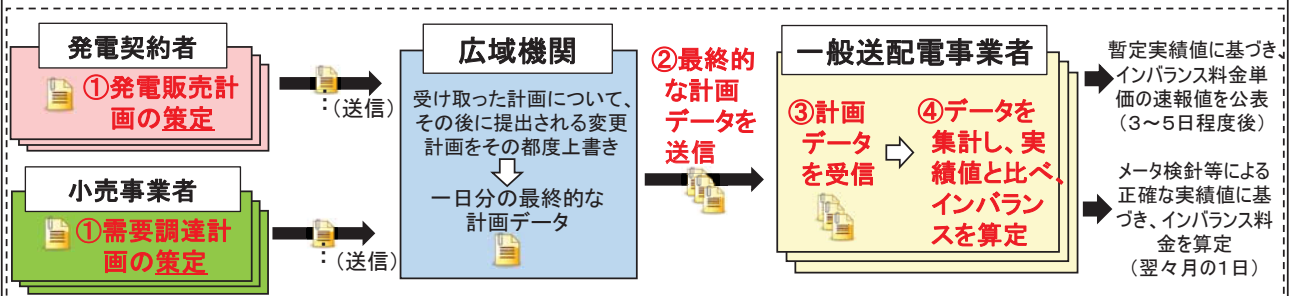 発電契約者
①発電販売計
画の策定
:(送信)
小売事業者
①需要調達計
画の策定
:(送信)
広域機関
受け取った計画について、
その後に提出される変更
計画をその都度上書き
一日分の最終的な
計画データ
②最終的
な計画
データを
送信
一般送配電事業者
③計画
データ
を受信
④データを
集計し、実
績値と比べ、
インバラン
スを算定
暫定実績値に基づき、
インバランス料金単
価の速報値を公表
(3~5日程度後)
メータ検針等による
正確な実績値に基
づき、インバランス料
金を算定
(翌々月の1日)